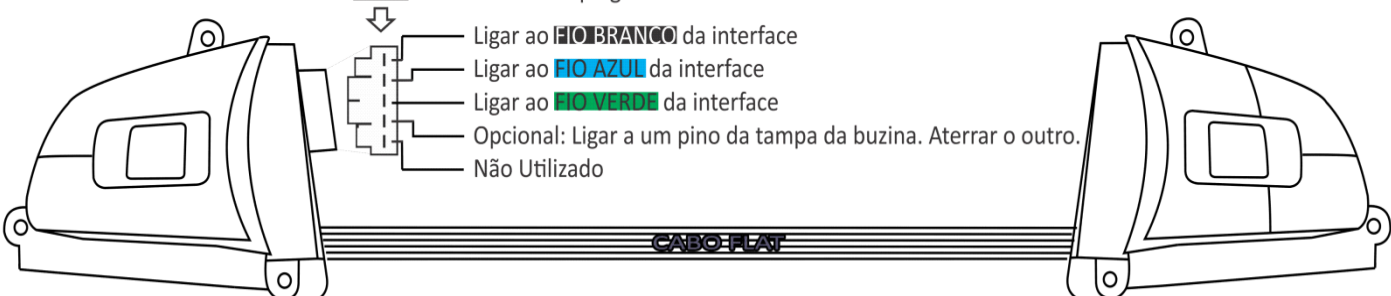 Ligar ao FIO BRANCO da interface
Ligar ao FIO AZUL da interface
Ligar ao FIO VERDE da interface
Opcional: Ligar a um pino da tampa da buzina. Aterrar o outro.
Não Utilizado
CABO FLAT